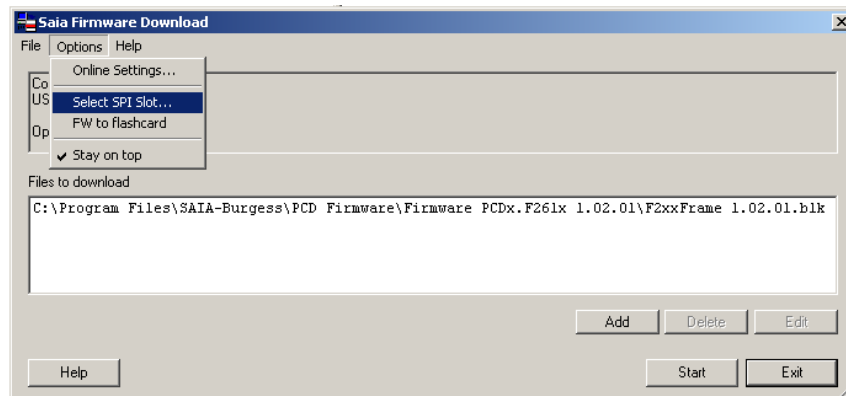 Saia Firmware Download
File Options Help
Online Settings...
Co
US
Select SPI Slot...
FW to flashcard
Op
Stay on top
Files to download
C:\Program Files\SAIA-Burgess\PCD Firmware\Firmware PCDx.F261x 1.02.01\F2xxFrame 1.02.01.blk
Add Delete Edit
Help Start Exit